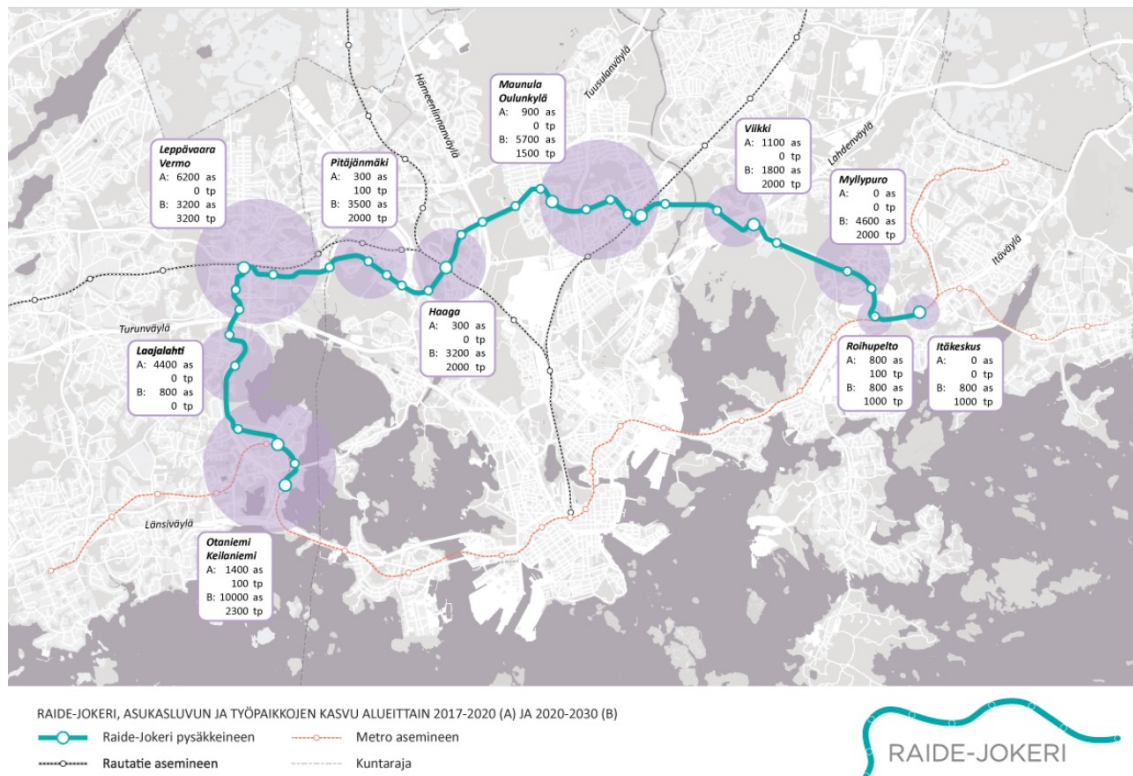 Maunula
Oulunkylä
A: 900 as
0 tp
B: 5700 as
1500 tp
Tuusulanväylä
Hämeenlinnanväylä
Viikki
A: 1100 as
0 tp
B: 1800 as
2000 tp
Lahdenväylä
Leppävaara
Vermo
A: 6200 as
0 tp
B: 3200 as
3200 tp
Pitäjänmäki
A: 300 as
100 tp
B: 3500 as
2000 tp
Myllypuro
A: 0 as
0 as
B: 4600 as
2000 tp
Itäväylä
Haaga
A: 300 as
0 tp
B: 3200 as
2000 tp
Turunväylä
Laajalahti
A: 4400 as
0 tp
B: 800 as
0 tp
Roihupelto
A: 800 as
100 tp
B: 800 as
1000 tp
Itäkeskus
A: 0 as
0 as
B: 800 as
1000 tp
Länsiväylä
Otaniemi
Keilaniemi
A: 1400 as
100 tp
B: 10000 as
2300 tp
RAIDE-JOKERI, ASUKASLUVUN JA TYÖPAIKKOJEN KASVU ALUEITTAIN 2017-2020 (A) JA 2020-2030 (B)
Raide-Jokeri pysäkkeineen
Metro asemineen
Rautatie asemineen
Kuntaraja
RAIDE-JOKERI